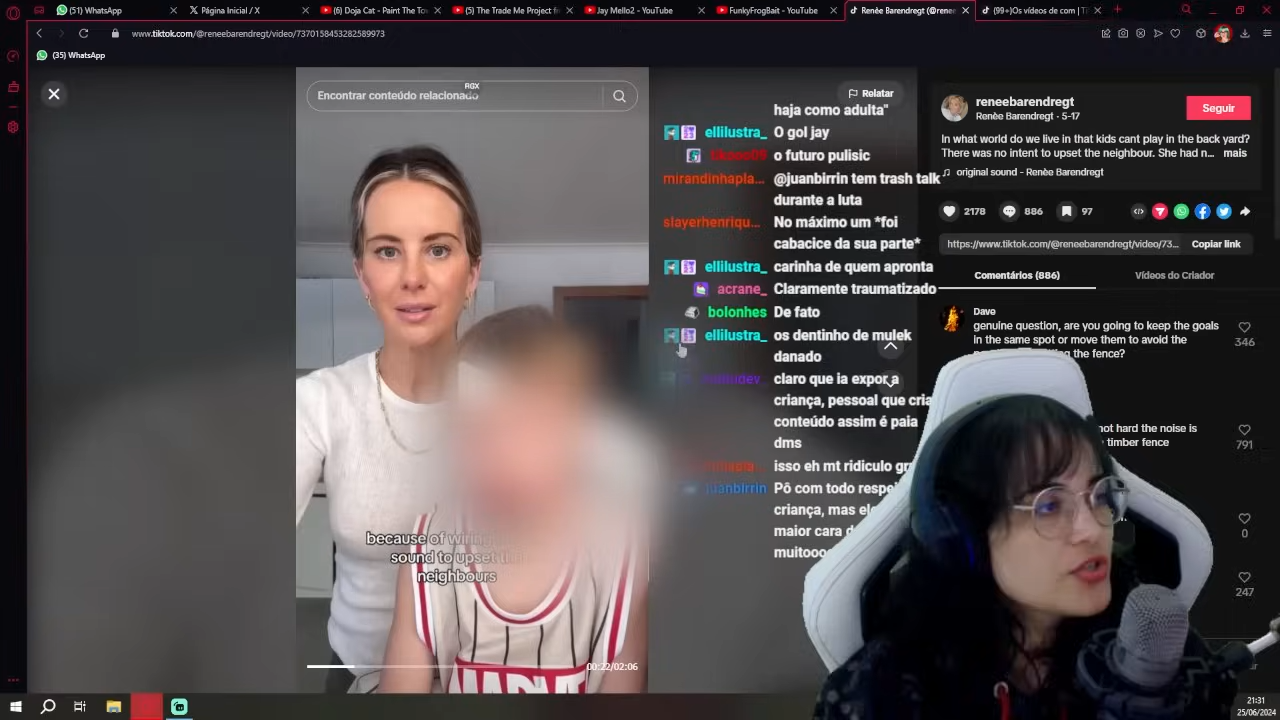 (51) WhatsApp
Página Inicial / X
(6) Doja Cat - Paint The To
(5) The Trade Me Project f
Jay Mello2 - YouTube
FunkyFrogBait - YouTube
Renèe Barendregt (@rene
(99+)Os vídeos de com | Ti
www.tiktok.com/@reneebarendregt/video/7370158453282589973
(35) WhatsApp
RGX
Encontrar conteúdo relacionado
Relatar
haja como adulta"
ellilustra_ O gol jay
o futuro pulisic
mirandinhapla... @juanbirrin tem trash talk
durante a luta
slayerhenriqu... No máximo um *foi
cabacice da sua parte*
ellilustra_ carinha de quem apronta
acrane_ Claramente traumatizado
bolonhes De fato
ellilustra_ os dentinho de mulek
danado
claro que ia expor a
criança, pessoal que cria
conteúdo assim é paia
dms
isso eh mt ridiculo
juanbirrin Pô com todo
criança, mas
maior cara
because of
sound to upset
neighbours
00:22/02:06
reneebarendregt
Renèe Barendregt · 5-17
Seguir
In what world do we live in that kids cant play in the back yard?
There was no intent to upset the neighbour. She had n... mais
original sound - Renèe Barendregt
2178
886
97
https://www.tiktok.com/@reneebarendregt/video/73...
Copiar link
Comentários (886)
Vídeos do Criador
Dave
genuine question, are you going to keep the goals
in the same spot or move them to avoid the
the fence?
346
not hard the noise is
timber fence
791
0
247
21:31
25/06/2024